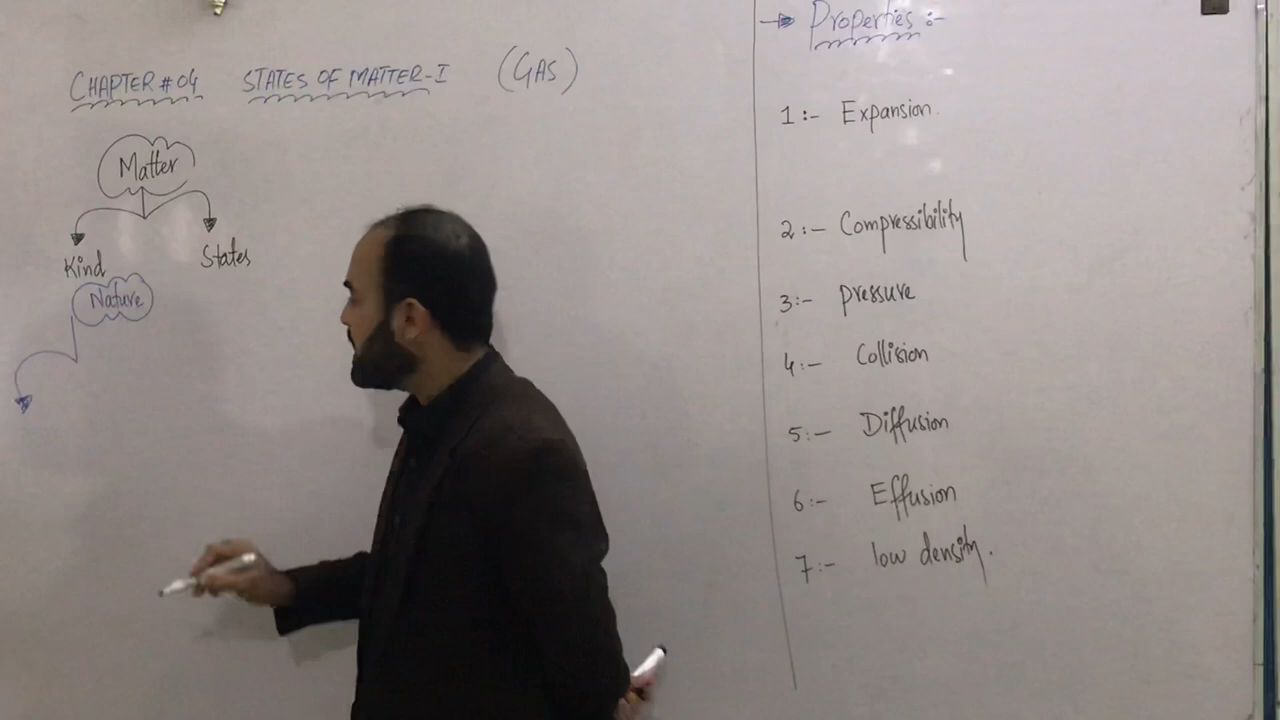 CHAPTER # 04 STATES OF MATTER-I (GAS)
Matter
Kind States
Nature
Properties :-
1 :- Expansion.
2 :- Compressibility
3 :- pressure
4 :- Collision
5 :- Diffusion
6 :- Effusion
7 :- low density.